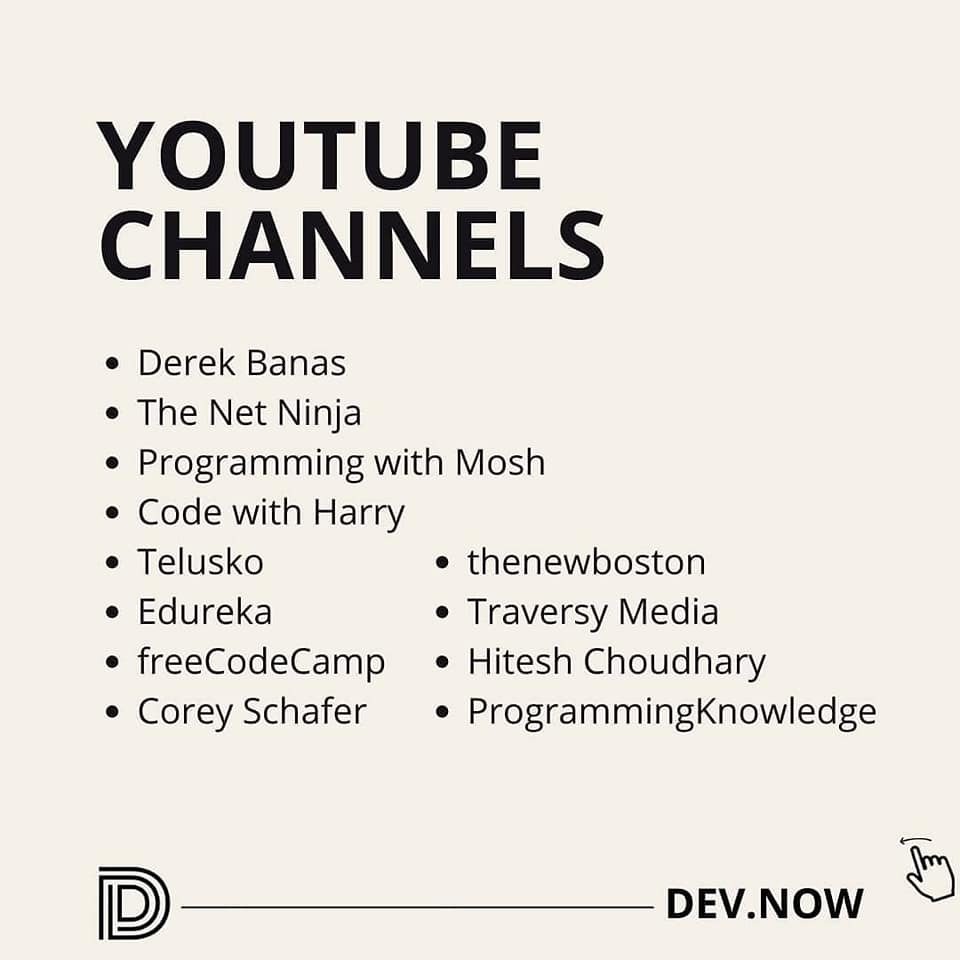 YOUTUBE
CHANNELS
• Derek Banas
• The Net Ninja
• Programming with Mosh
• Code with Harry
• Telusko
• Edureka
• freeCodeCamp
• Corey Schafer
• thenewboston
• Traversy Media
• Hitesh Choudhary
• ProgrammingKnowledge
D
DEV.NOW